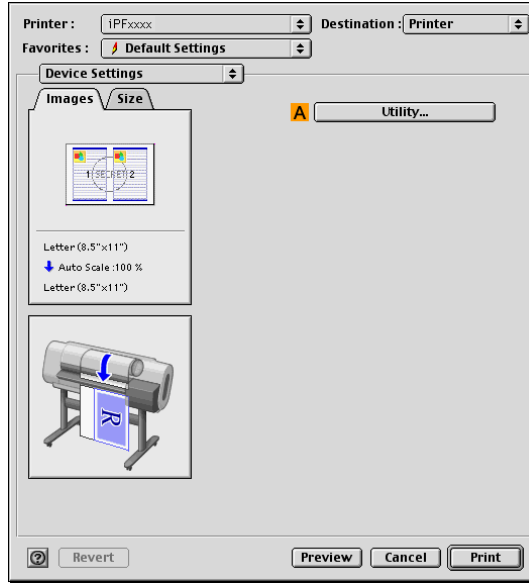 Printer : iPFxxxx Destination : Printer
Favorites : Default Settings
Device Settings
Images Size
A Utility...
1 SECRET 2
Letter (8.5"x11")
Auto Scale :100 %
Letter (8.5"x11")
R
? Revert Preview Cancel Print